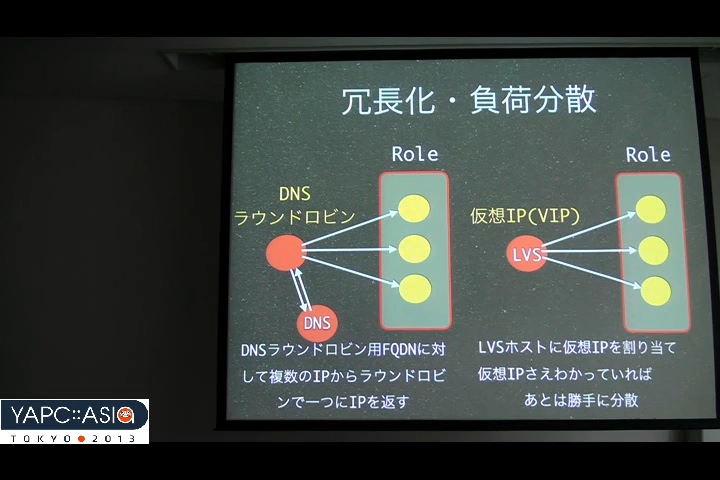 冗長化・負荷分散
DNS
ラウンドロビン
Role
DNS
DNSラウンドロビン用FQDNに対
して複数のIPからラウンドロビ
ンで一つにIPを返す
仮想IP(VIP)
Role
LVS
LVSホストに仮想IPを割り当て
仮想IPさえわかっていれば
あとは勝手に分散
YAPC::ASIA
TOKYO 2013